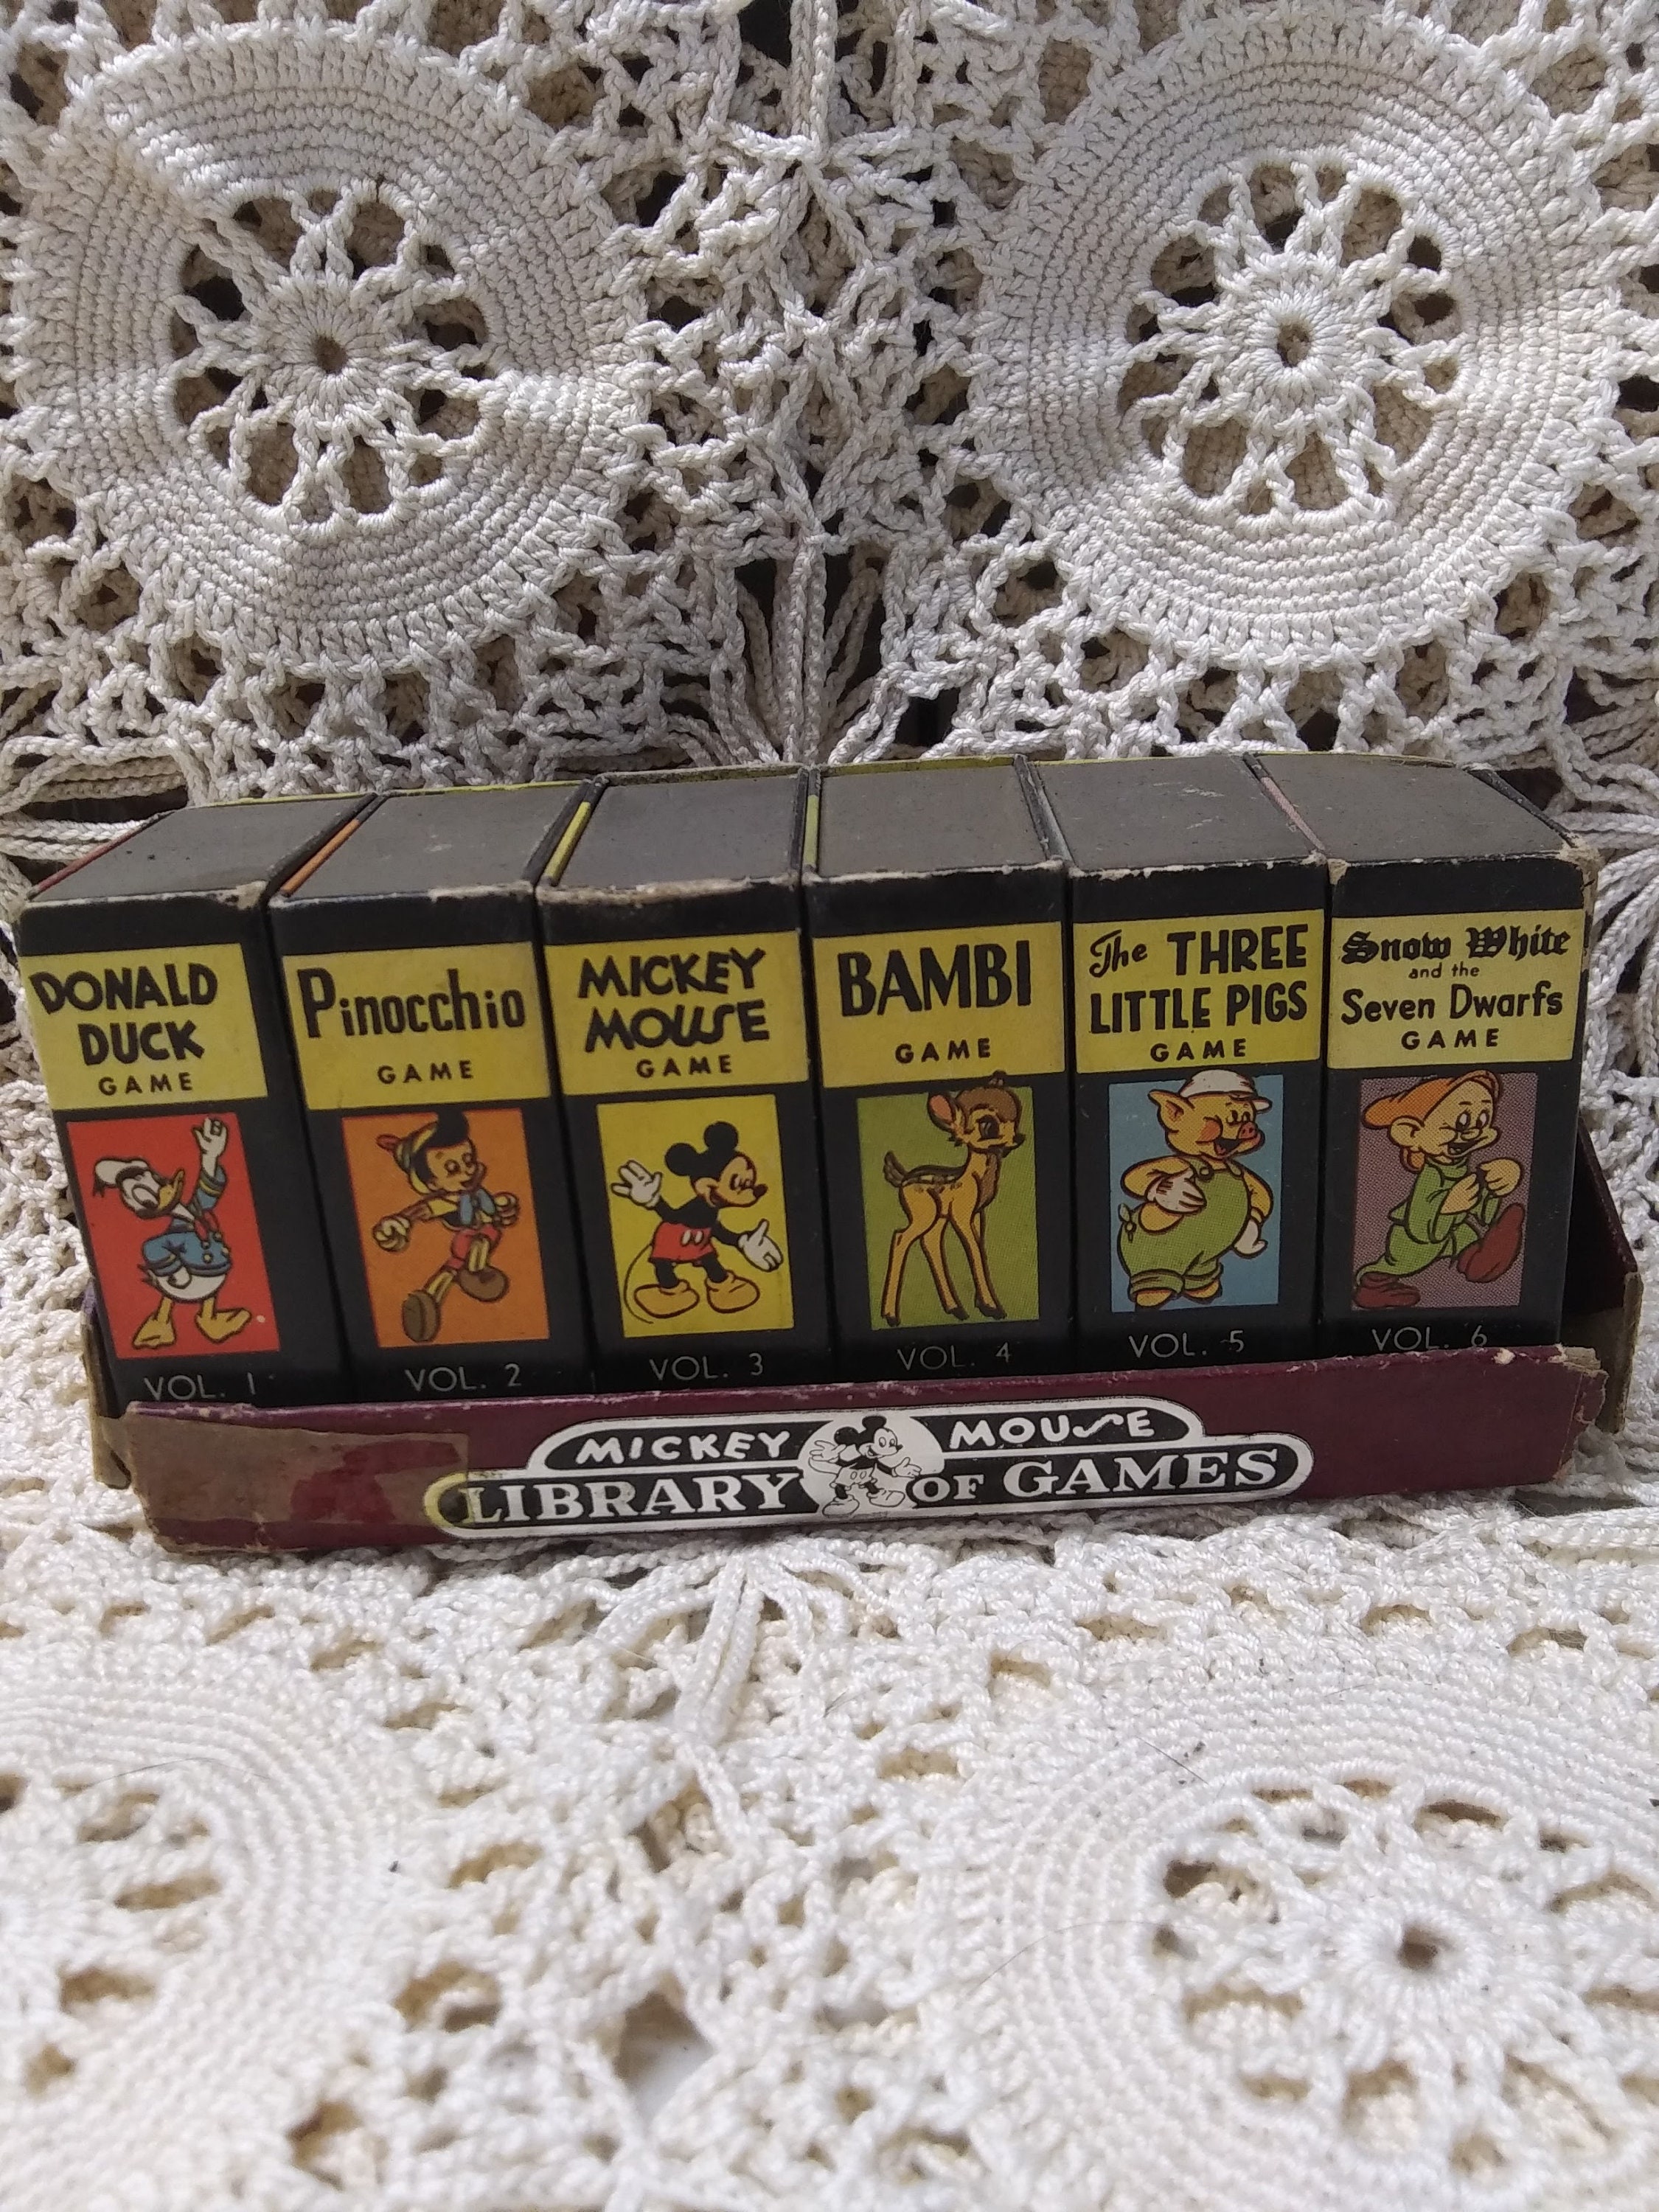 DONALD
DUCK
GAME
VOL. 1
Pinocchio
GAME
VOL. 2
MICKEY
MOUSE
GAME
VOL. 3
BAMBI
GAME
VOL. 4
The THREE
LITTLE PIGS
GAME
VOL. 5
Snow White
and the
Seven Dwarfs
GAME
VOL. 6
MICKEY MOUSE
LIBRARY OF GAMES